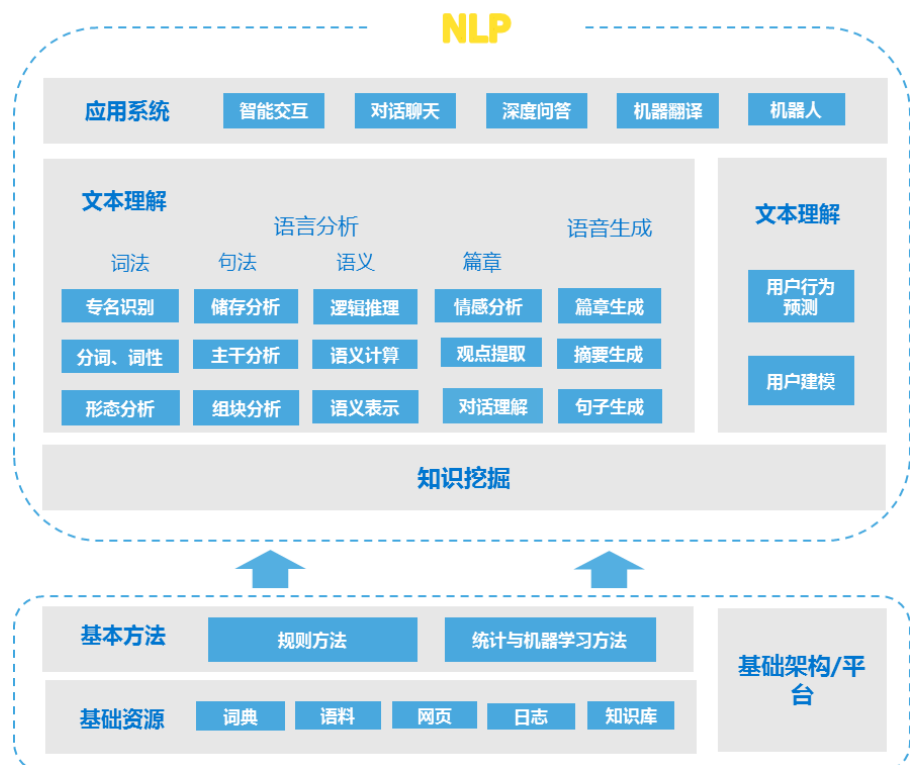 NLP
应用系统
智能交互
对话聊天
深度问答
机器翻译
机器人
文本理解
语言分析
语音生成
词法
句法
语义
篇章
专名识别
储存分析
逻辑推理
情感分析
篇章生成
分词、词性
主干分析
语义计算
观点提取
摘要生成
形态分析
组块分析
语义表示
对话理解
句子生成
文本理解
用户行为
预测
用户建模
知识挖掘
基本方法
规则方法
统计与机器学习方法
基础资源
词典
语料
网页
日志
知识库
基础架构/平
台